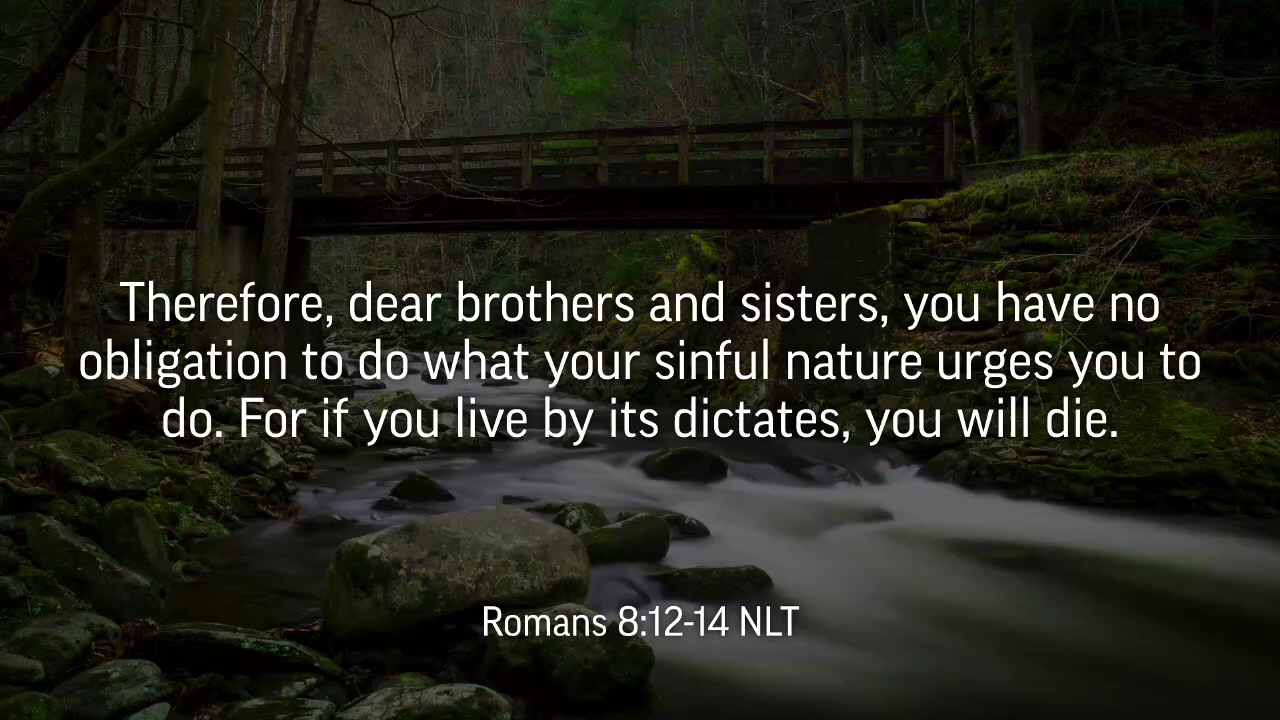 Therefore, dear brothers and sisters, you have no
obligation to do what your sinful nature urges you to
do. For if you live by its dictates, you will die.
Romans 8:12-14 NLT